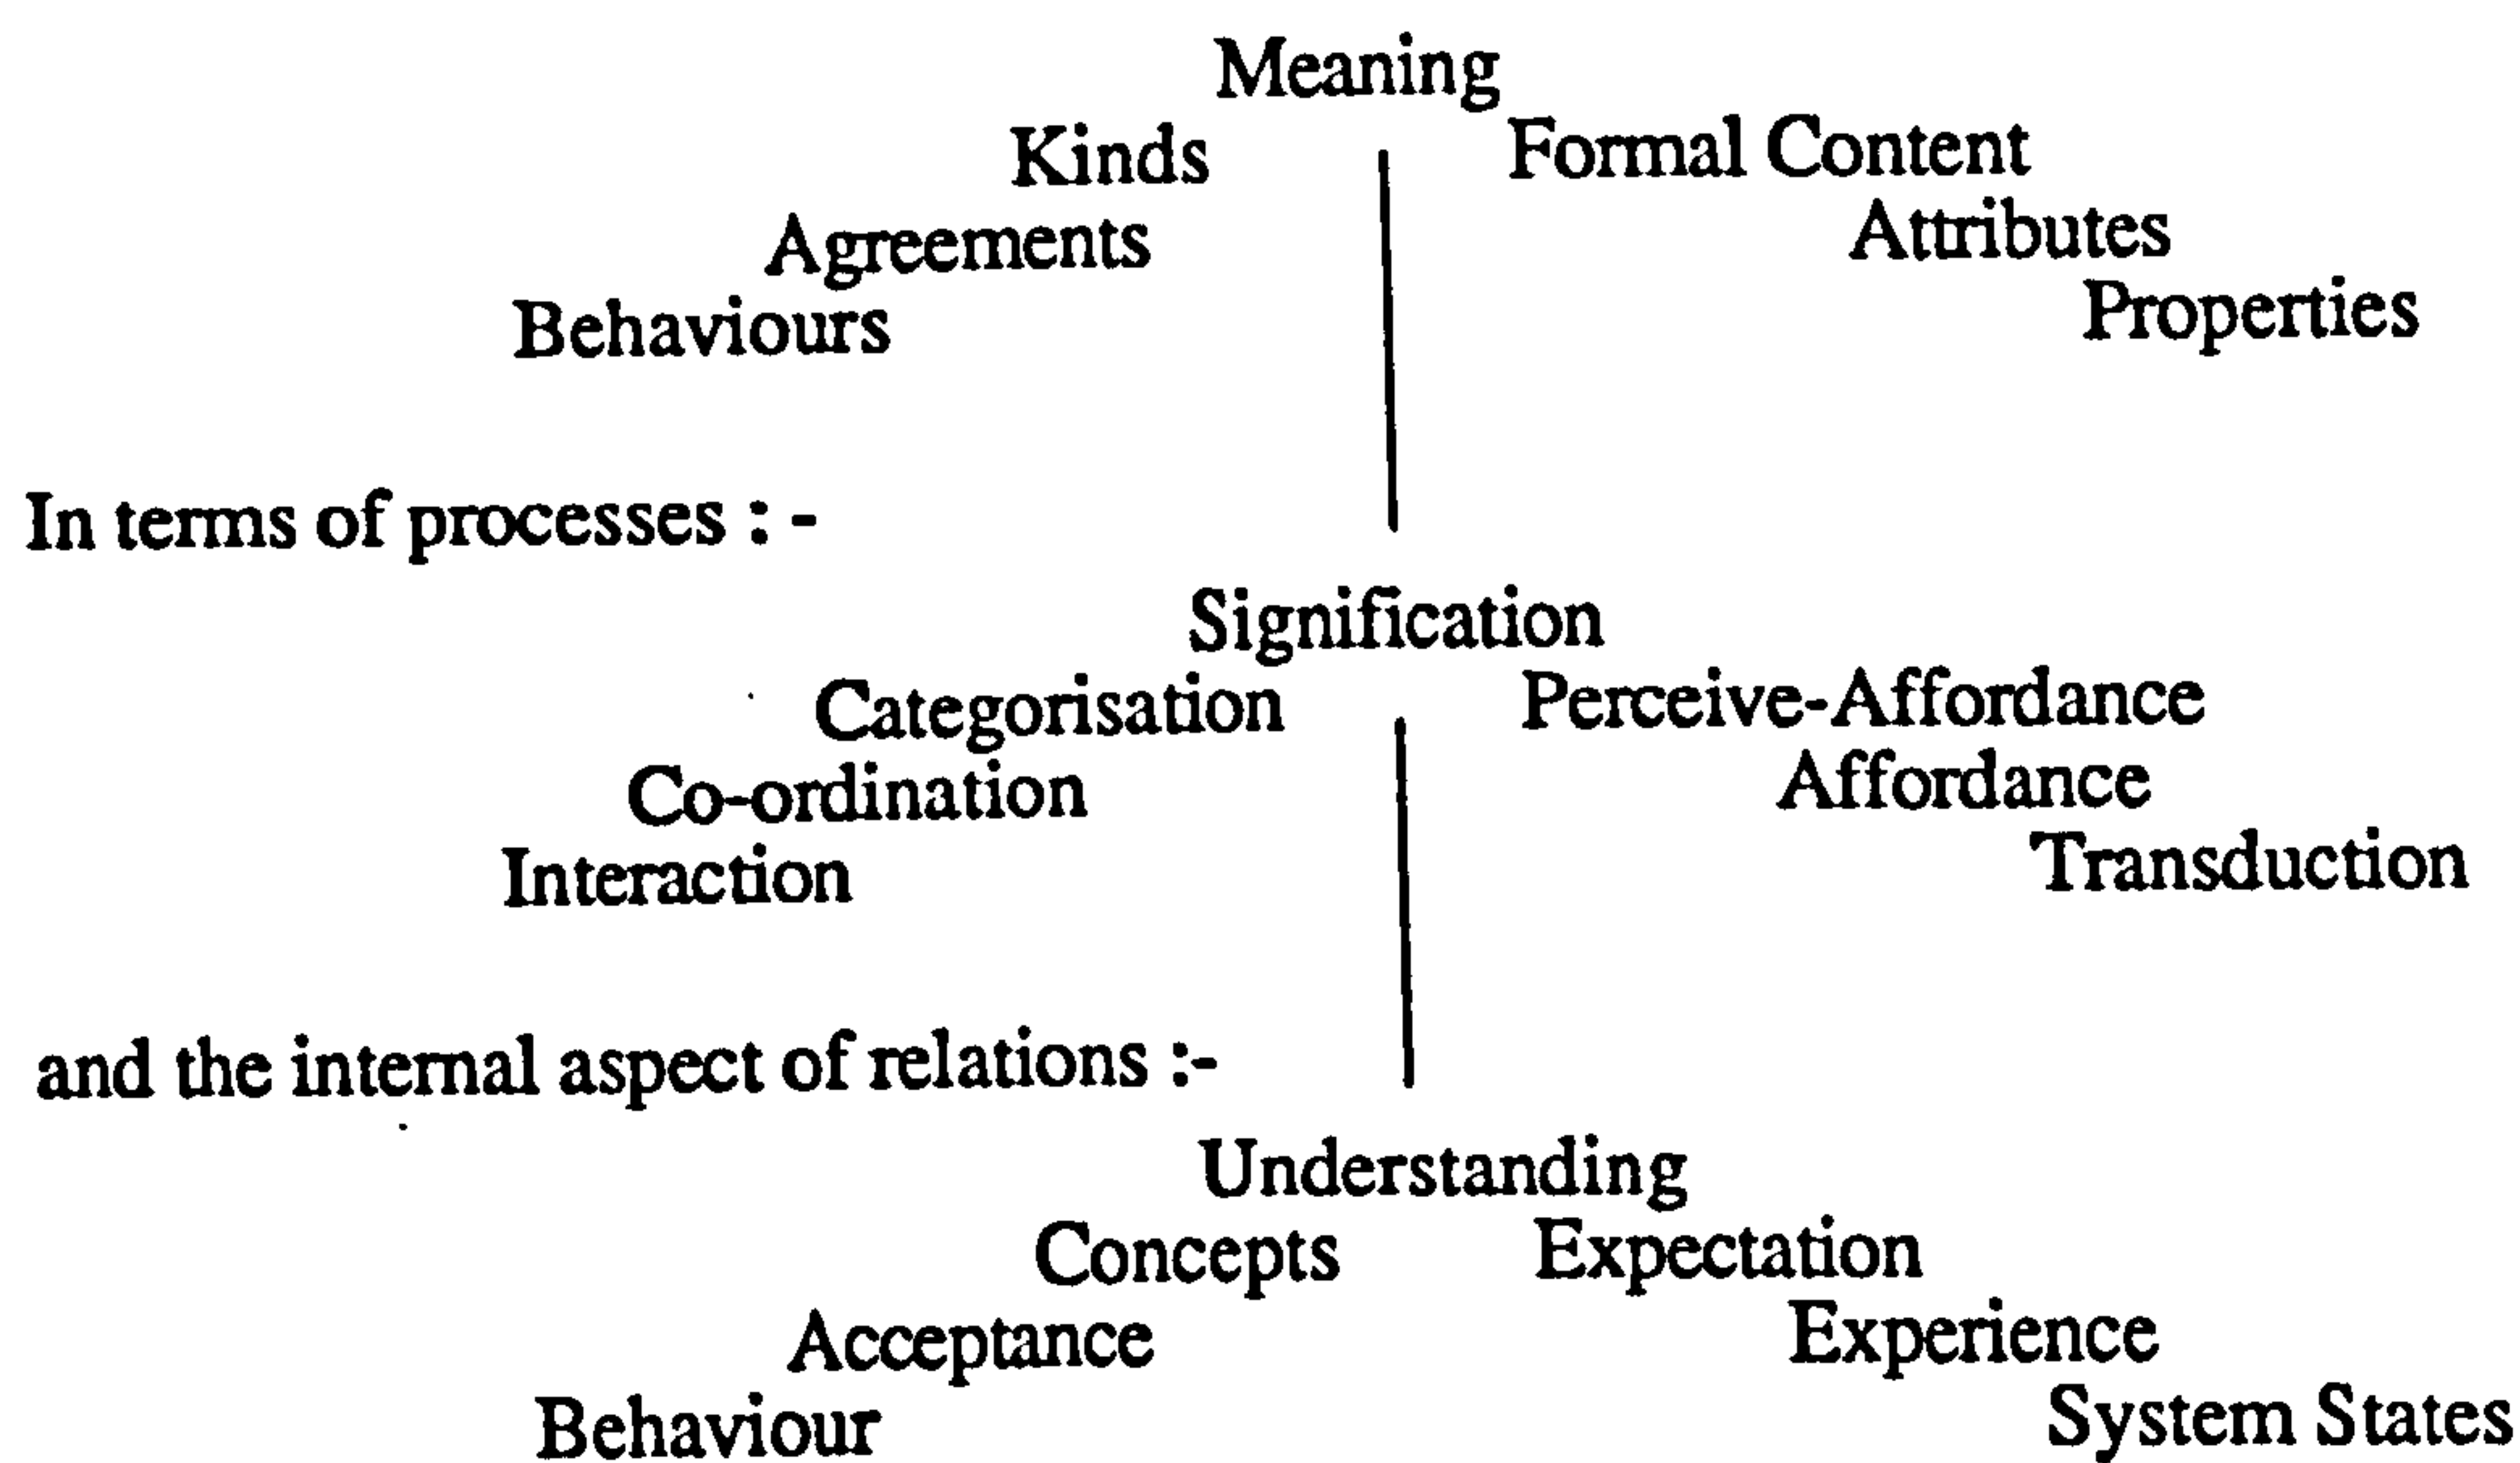 Meaning
Kinds Formal Content
Agreements Attributes
Behaviours Properties
In terms of processes : -
Signification
Categorisation Perceive-Affordance
Co-ordination Affordance
Interaction Transduction
and the internal aspect of relations :-
Understanding
Concepts Expectation
Acceptance Experience
Behaviour System States